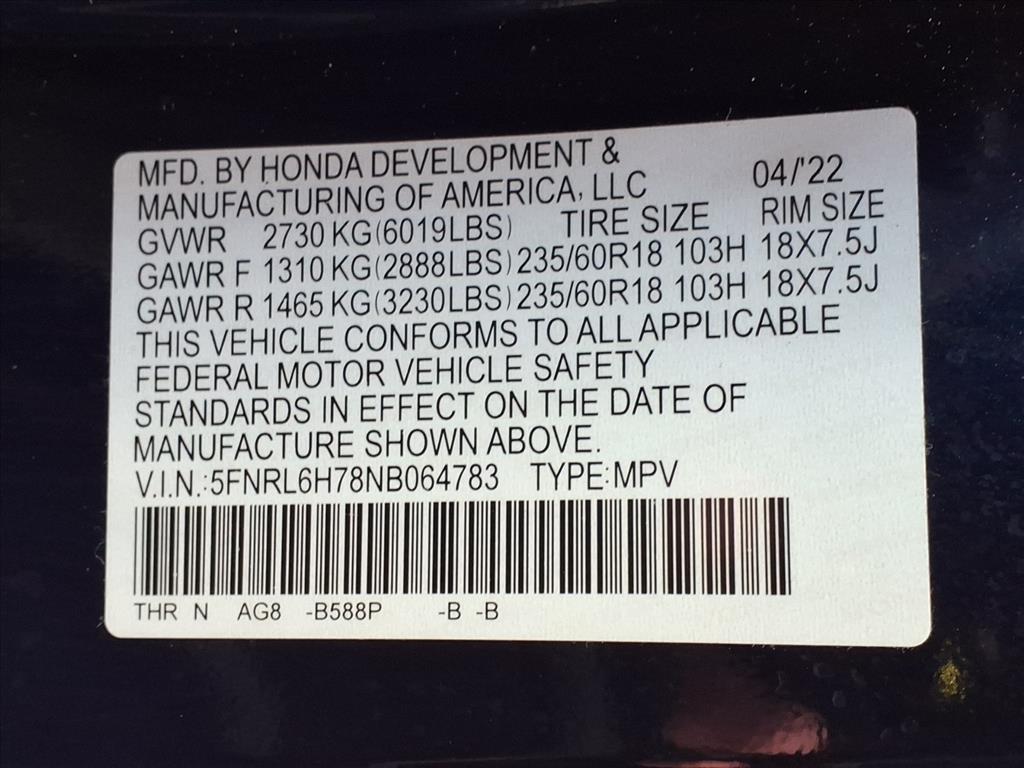 MFD. BY HONDA DEVELOPMENT &
MANUFACTURING OF AMERICA, LLC 04/'22
GVWR 2730 KG(6019LBS) TIRE SIZE RIM SIZE
GAWR F 1310 KG(2888LBS) 235/60R18 103H 18X7.5J
GAWR R 1465 KG(3230LBS) 235/60R18 103H 18X7.5J
THIS VEHICLE CONFORMS TO ALL APPLICABLE
FEDERAL MOTOR VEHICLE SAFETY
STANDARDS IN EFFECT ON THE DATE OF
MANUFACTURE SHOWN ABOVE.
V.I.N.:5FNRL6H78NB064783 TYPE:MPV
THR N AG8 -B588P -B -B